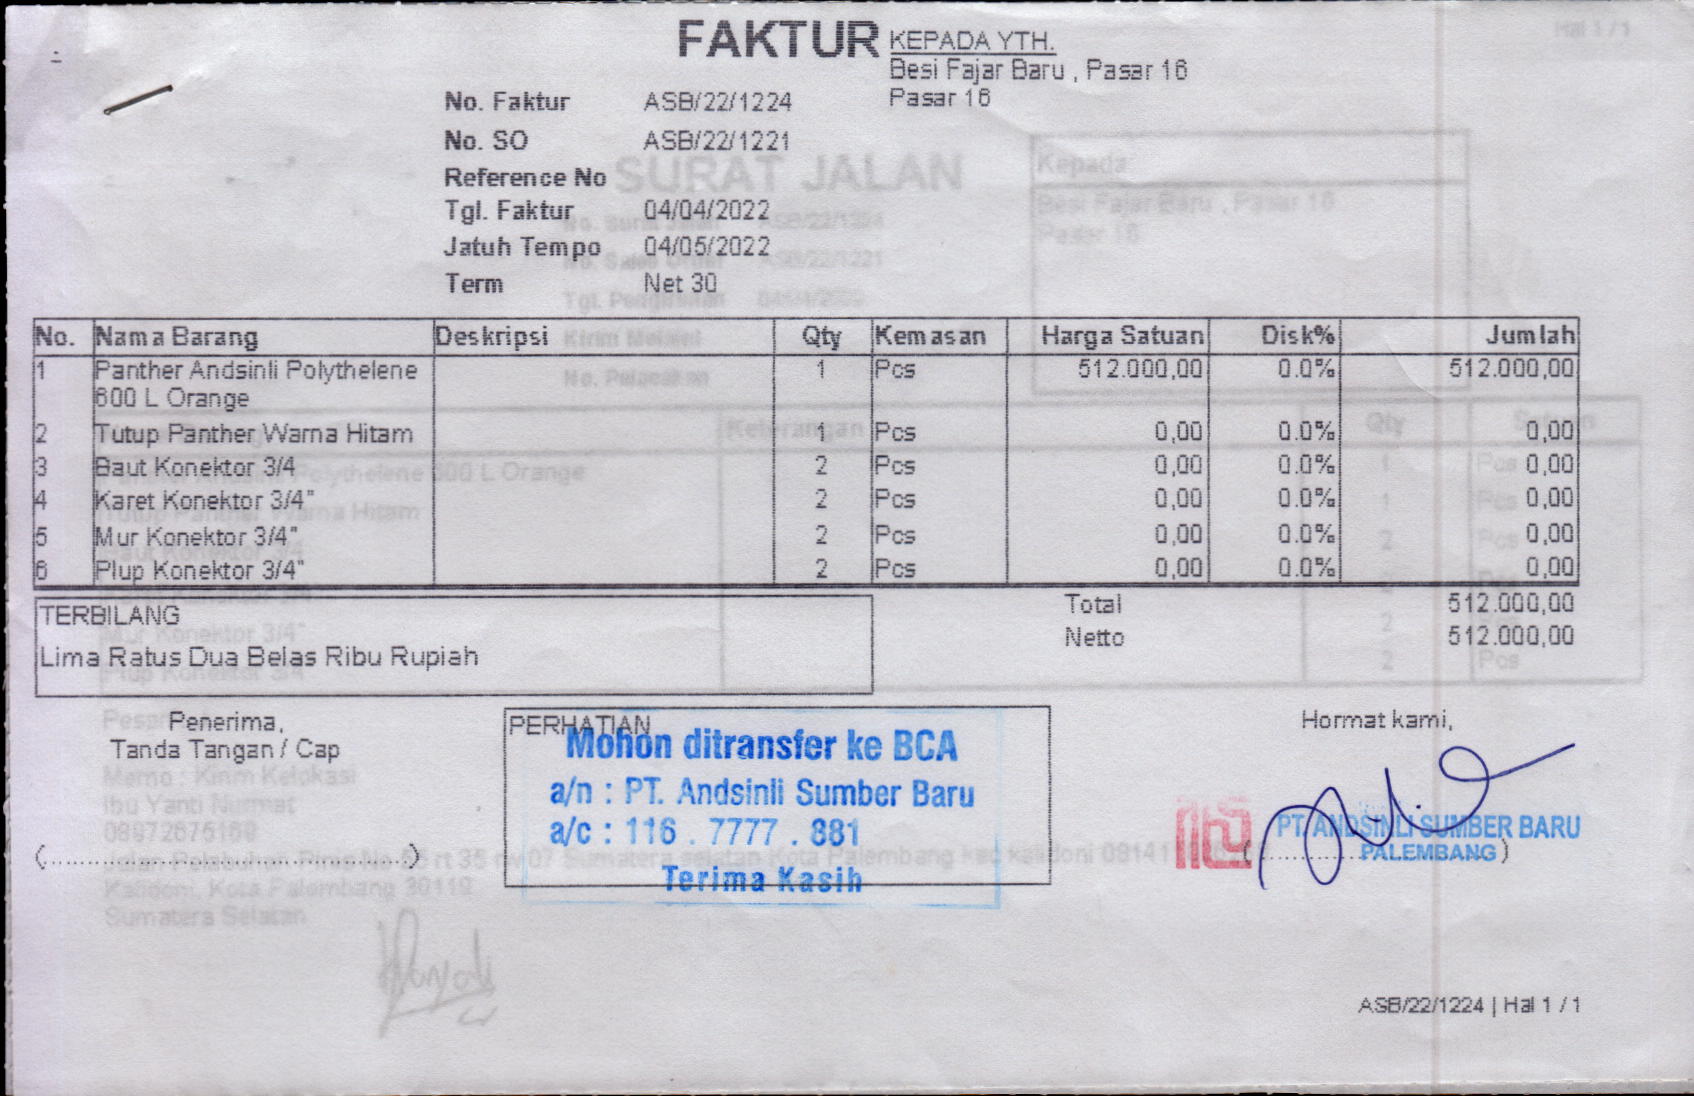 FAKTUR
KEPADA YTH.
Besi Fajar Baru , Pasar 16
Pasar 16
No. Faktur ASB/22/1224
No. SO ASB/22/1221
Reference No
Tgl. Faktur 04/04/2022
Jatuh Tempo 04/05/2022
Term Net 30
SURAT JALAN
Kepada
No. Nama Barang Deskripsi Qty Kemasan Harga Satuan Disk% Jumlah
1 Panther Andsinli Polythelene 1 Pcs 512.000,00 0.0% 512.000,00
600 L Orange
2 Tutup Panther Warna Hitam 1 Pcs 0,00 0.0% 0,00
3 Baut Konektor 3/4 2 Pcs 0,00 0.0% 0,00
4 Karet Konektor 3/4" 2 Pcs 0,00 0.0% 0,00
5 Mur Konektor 3/4" 2 Pcs 0,00 0.0% 0,00
6 Plup Konektor 3/4" 2 Pcs 0,00 0.0% 0,00
Total 512.000,00
Netto 512.000,00
TERBILANG
Lima Ratus Dua Belas Ribu Rupiah
Penerima,
Tanda Tangan / Cap
(....................................................)
PERHATIAN
Mohon ditransfer ke BCA
a/n : PT. Andsinli Sumber Baru
a/c : 116 . 7777 . 881
Terima Kasih
Hormat kami,
PT. ANDSINLI SUMBER BARU
PALEMBANG
Kalidoni, Kota Palembang 30119
Sumatera Selatan
ASB/22/1224 | Hal 1 / 1